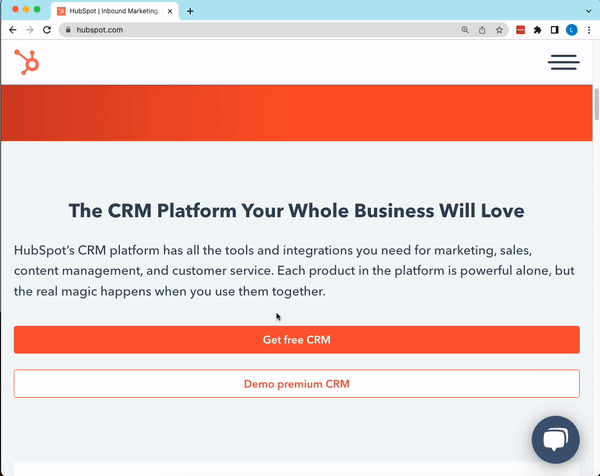 HubSpot | Inbound Marketing,
hubspot.com
L
The CRM Platform Your Whole Business Will Love
HubSpot’s CRM platform has all the tools and integrations you need for marketing, sales,
content management, and customer service. Each product in the platform is powerful alone, but
the real magic happens when you use them together.
Get free CRM
Demo premium CRM